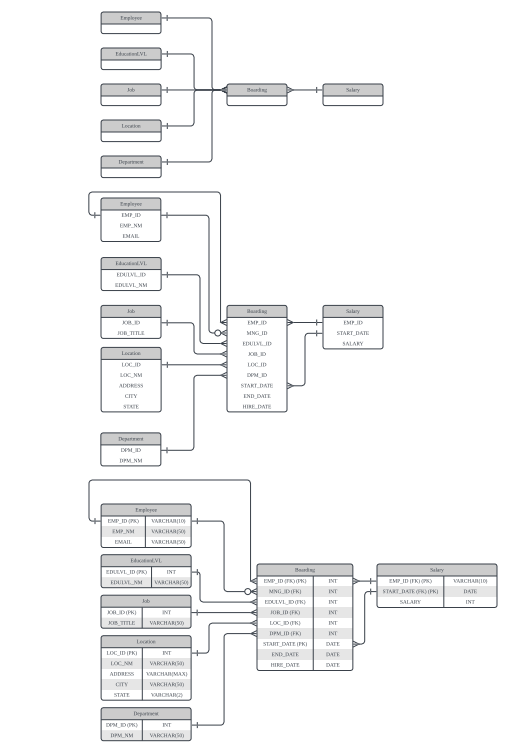 Employee
EducationLVL
Job
Boarding
Salary
Location
Department
Employee
EMP_ID
EMP_NM
EMAIL
EducationLVL
EDULVL_ID
EDULVL_NM
Job
JOB_ID
JOB_TITLE
Location
LOC_ID
LOC_NM
ADDRESS
CITY
STATE
Department
DPM_ID
DPM_NM
Boarding
EMP_ID
MNG_ID
EDULVL_ID
JOB_ID
LOC_ID
DPM_ID
START_DATE
END_DATE
HIRE_DATE
Salary
EMP_ID
START_DATE
SALARY
Employee
EMP_ID (PK) VARCHAR(10)
EMP_NM VARCHAR(50)
EMAIL VARCHAR(50)
EducationLVL
EDULVL_ID (PK) INT
EDULVL_NM VARCHAR(50)
Job
JOB_ID (PK) INT
JOB_TITLE VARCHAR(50)
Location
LOC_ID (PK) INT
LOC_NM VARCHAR(50)
ADDRESS VARCHAR(MAX)
CITY VARCHAR(50)
STATE VARCHAR(2)
Department
DPM_ID (PK) INT
DPM_NM VARCHAR(50)
Boarding
EMP_ID (FK) (PK) INT
MNG_ID (FK) INT
EDULVL_ID (FK) INT
JOB_ID (FK) INT
LOC_ID (FK) INT
DPM_ID (FK) INT
START_DATE (PK) DATE
END_DATE DATE
HIRE_DATE DATE
Salary
EMP_ID (FK) (PK) VARCHAR(10)
START_DATE (FK) (PK) DATE
SALARY INT